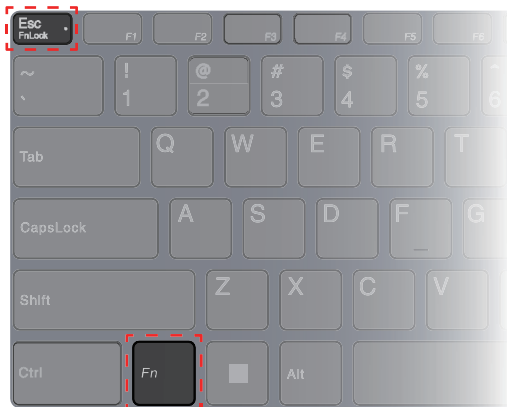 Esc
FnLock
F1
F2
F3
F4
F5
F6
~
`
!
1
@
2
#
3
$
4
%
5
^
6
Tab
Q
W
E
R
T
CapsLock
A
S
D
F
G
Shift
Z
X
C
V
Ctrl
Fn
Alt